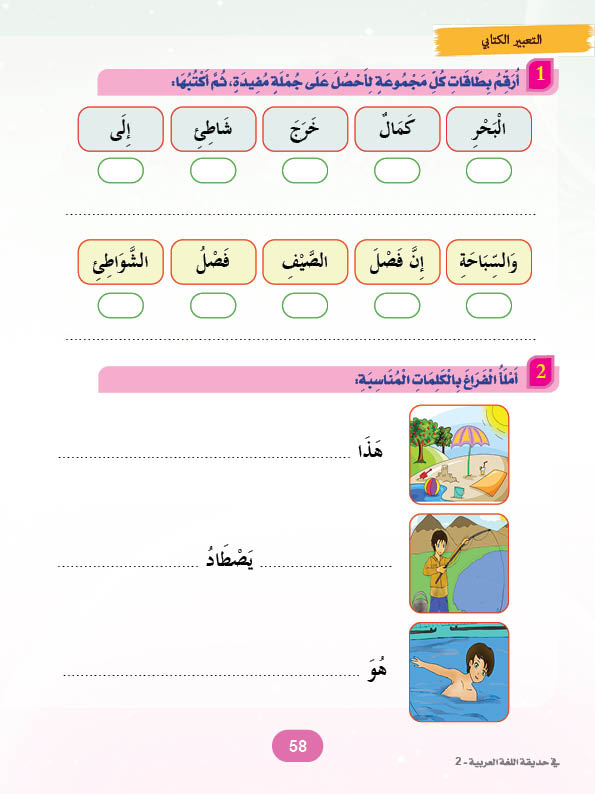 التعبير الكتابي
1 أُرَقِّمُ بِطَاقَاتِ كُلِّ مَجْمُوعَةٍ لِأَحْصُلَ عَلَى جُمْلَةٍ مُفِيدَةٍ، ثُمَّ أَكْتُبُهَا:
الْبَحْرِ كَمَالٌ خَرَجَ شَاطِئِ إِلَى
وَالسِّبَاحَةِ إِنَّ فَصْلَ الصَّيْفِ فَصْلُ الشَّوَاطِئِ
2 أَمْلَأُ الْفَرَاغَ بِالْكَلِمَاتِ الْمُنَاسِبَةِ:
هَذَا ..................
.................. يَصْطَادُ ..................
هُوَ ..................
58
في حديقة اللغة العربية - 2